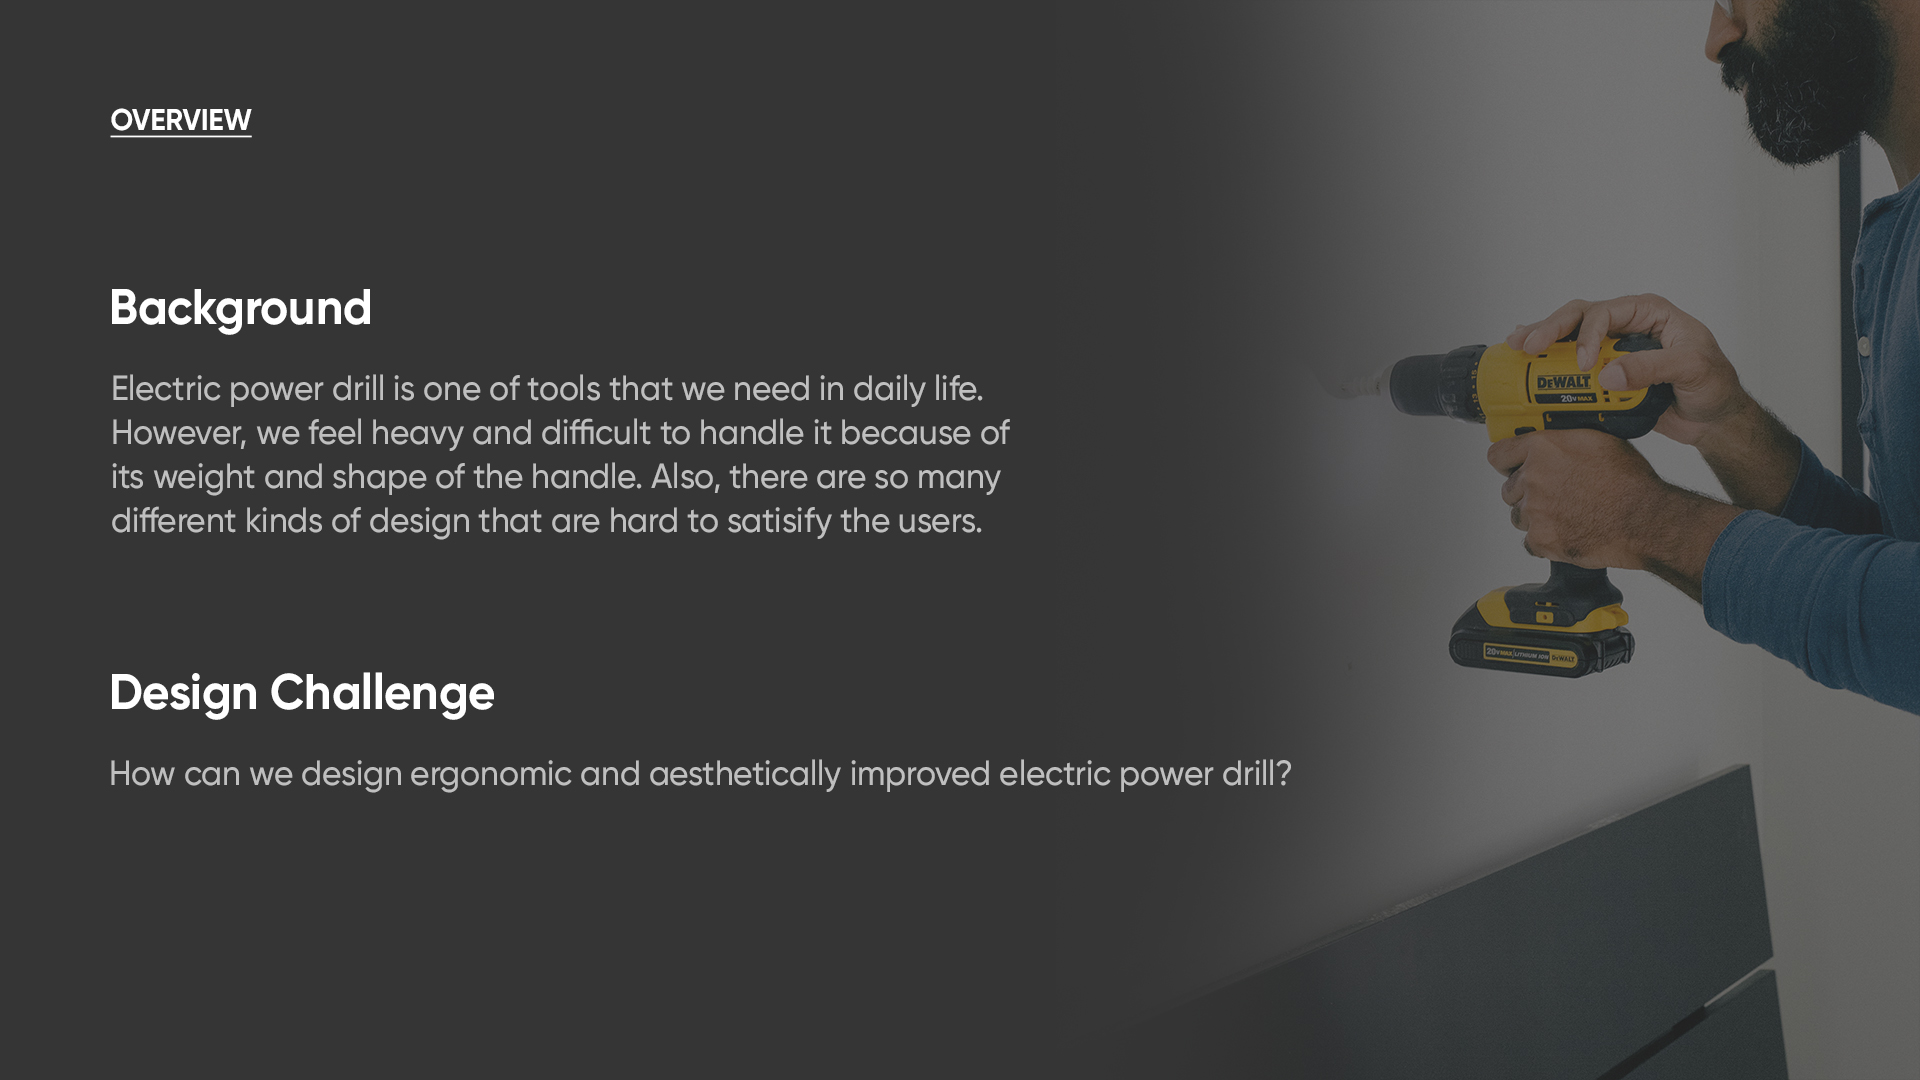 OVERVIEW
Background
Electric power drill is one of tools that we need in daily life.
However, we feel heavy and difficult to handle it because of
its weight and shape of the handle. Also, there are so many
different kinds of design that are hard to satisify the users.
Design Challenge
How can we design ergonomic and aesthetically improved electric power drill?
DEWALT
20V MAX
20V MAX LITHIUM ION DEWALT